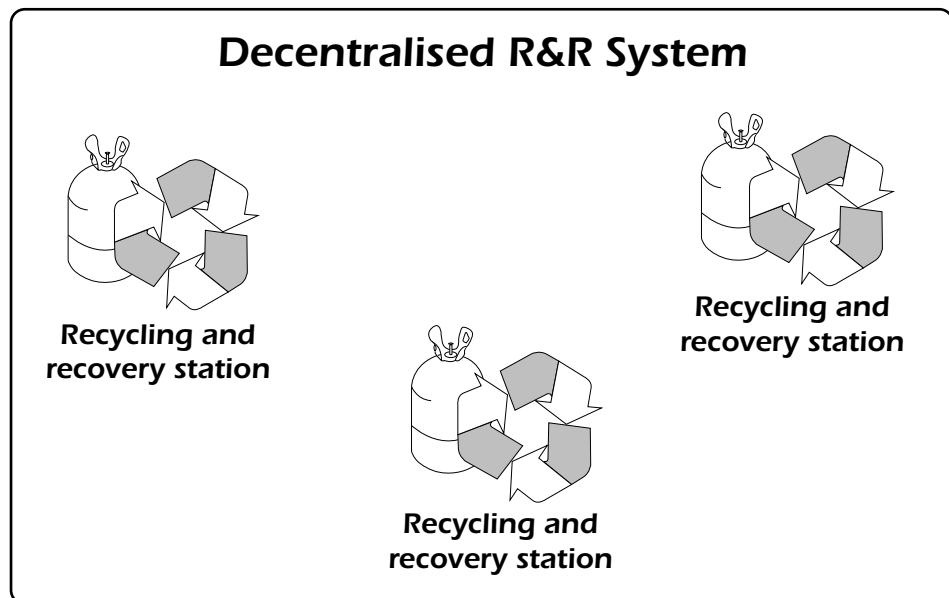 Decentralised R&R System
Recycling and
recovery station
Recycling and
recovery station
Recycling and
recovery station